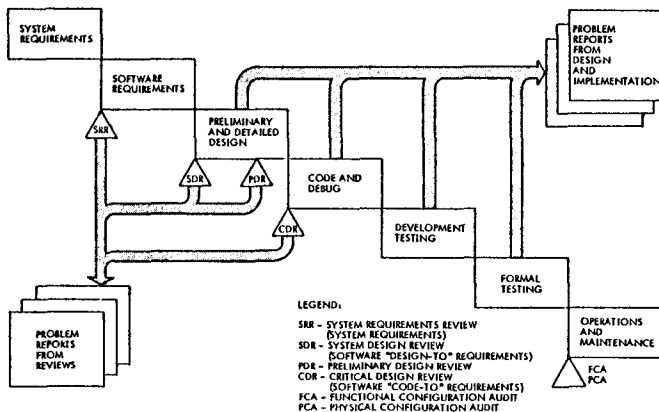 SYSTEM
REQUIREMENTS
SOFTWARE
REQUIREMENTS
PROBLEM
REPORTS
FROM
DESIGN
AND
IMPLEMENTATION
SRR
PRELIMINARY
AND DETAILED
DESIGN
SDR
PDR
CODE AND
DEBUG
CDR
DEVELOPMENT
TESTING
FORMAL
TESTING
PROBLEM
REPORTS
FROM
REVIEWS
OPERATIONS
AND
MAINTENANCE
FCA
PCA
LEGEND:
SRR - SYSTEM REQUIREMENTS REVIEW
(SYSTEM REQUIREMENTS)
SDR - SYSTEM DESIGN REVIEW
(SOFTWARE "DESIGN-TO" REQUIREMENTS)
PDR - PRELIMINARY DESIGN REVIEW
CDR - CRITICAL DESIGN REVIEW
(SOFTWARE "CODE-TO" REQUIREMENTS)
FCA - FUNCTIONAL CONFIGURATION AUDIT
PCA - PHYSICAL CONFIGURATION AUDIT